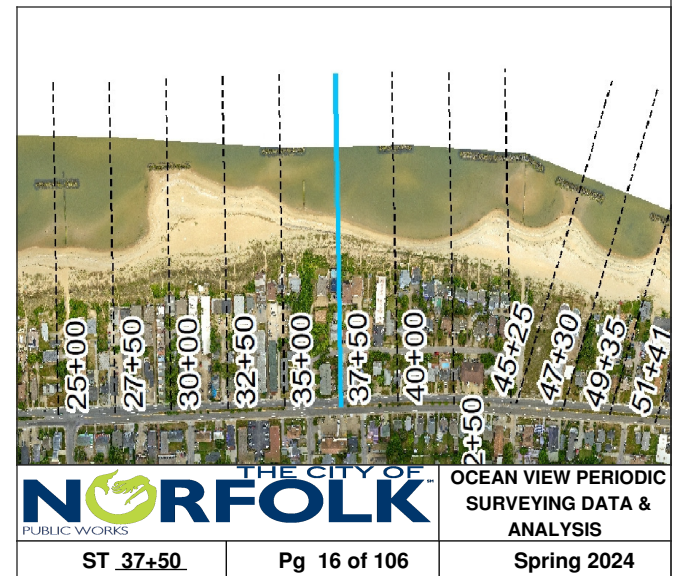 25+00
27+50
30+00
32+50
35+00
37+50
40+00
2+50
45+25
47+30
49+35
51+41
THE CITY OF
NORFOLK
PUBLIC WORKS
OCEAN VIEW PERIODIC
SURVEYING DATA &
ANALYSIS
ST 37+50
Pg 16 of 106
Spring 2024